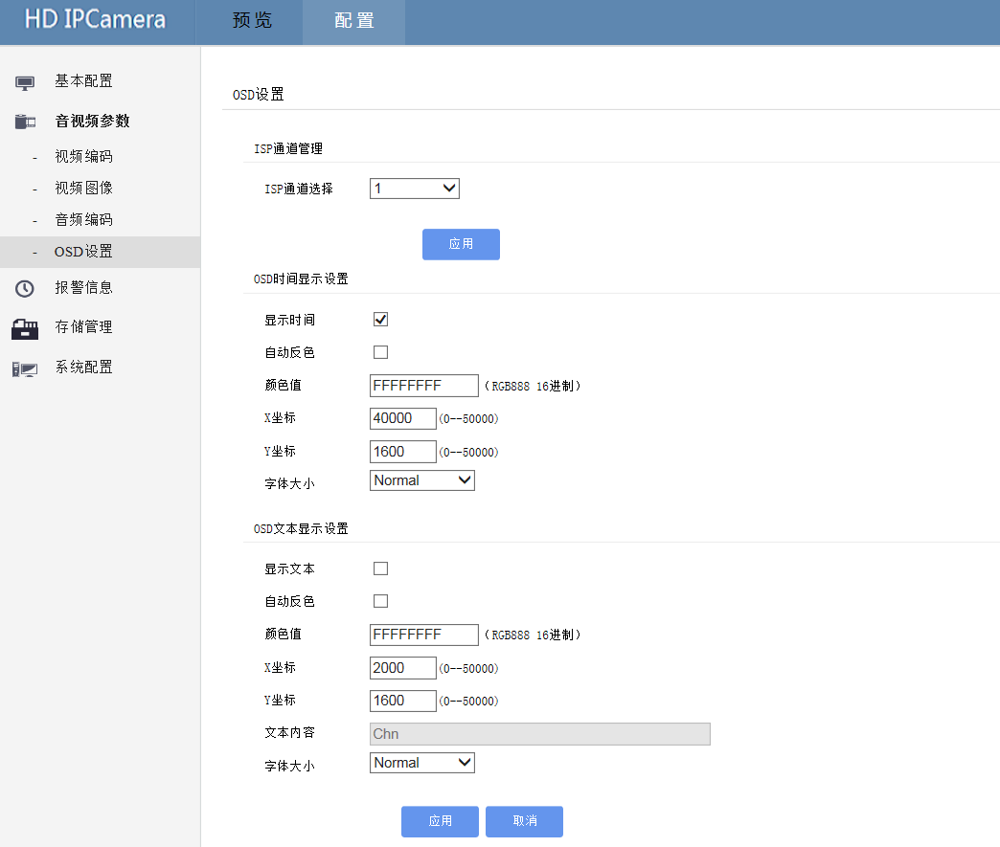 HD IPCamera 预览 配置
基本配置
音视频参数
- 视频编码
- 视频图像
- 音频编码
- OSD设置
报警信息
存储管理
系统配置
OSD设置
ISP通道管理
ISP通道选择 1
应用
OSD时间显示设置
显示时间
自动反色
颜色值 FFFFFFFF (RGB888 16进制)
X坐标 40000 (0--50000)
Y坐标 1600 (0--50000)
字体大小 Normal
OSD文本显示设置
显示文本
自动反色
颜色值 FFFFFFFF (RGB888 16进制)
X坐标 2000 (0--50000)
Y坐标 1600 (0--50000)
文本内容 Chn
字体大小 Normal
应用 取消